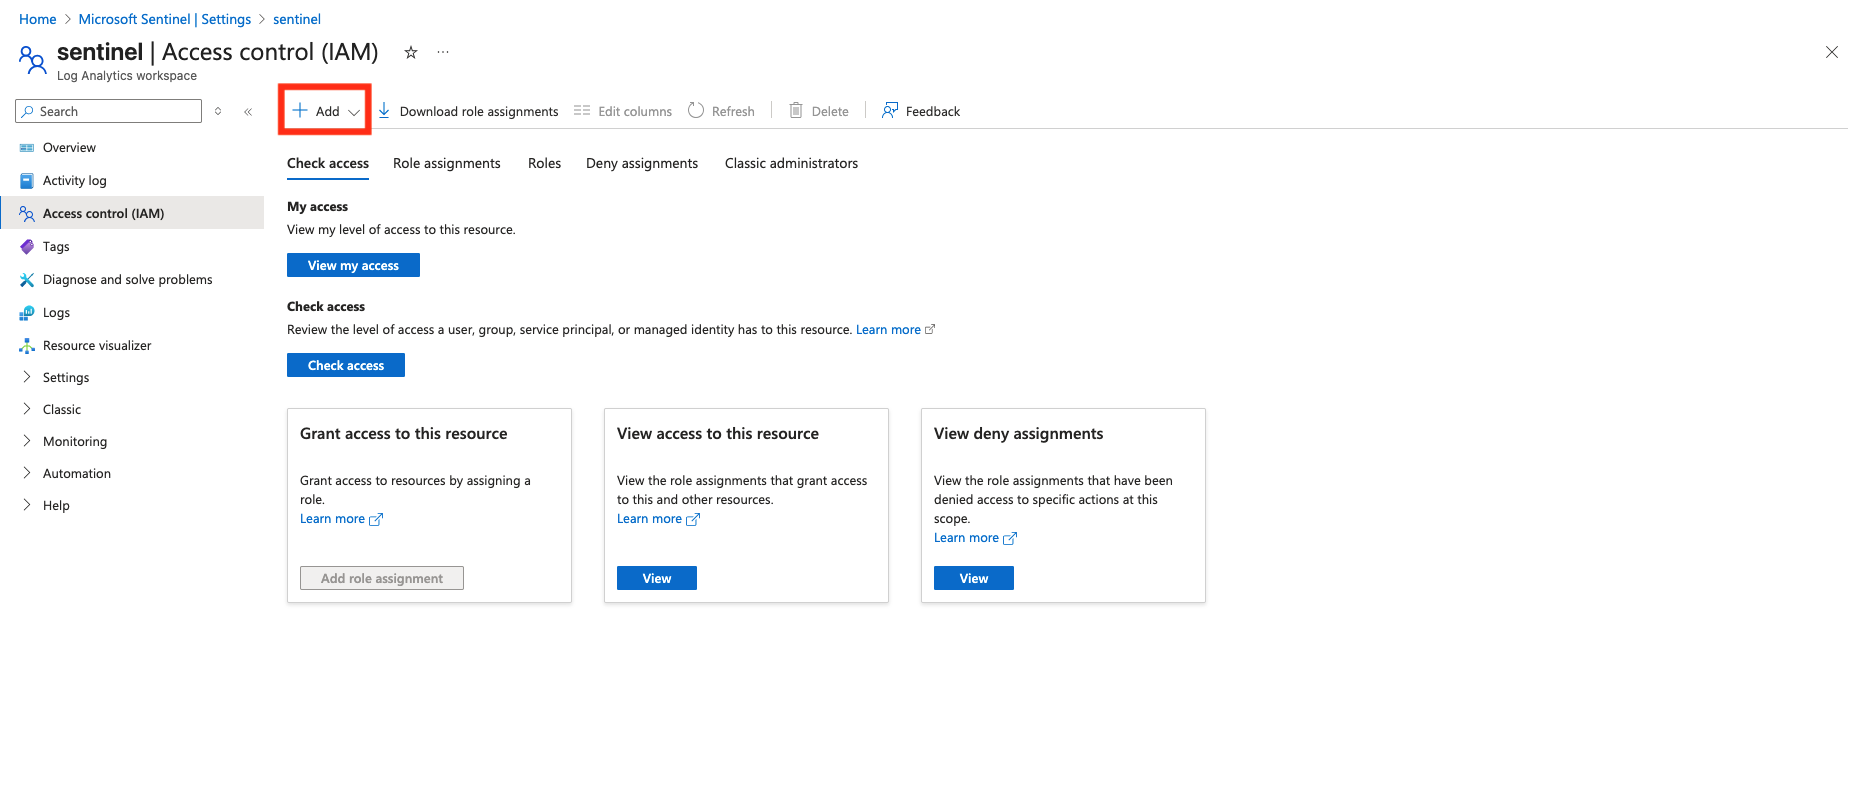 Home > Microsoft Sentinel | Settings > sentinel
sentinel | Access control (IAM) ☆ ···
Log Analytics workspace
Search
Add
Download role assignments
Edit columns
Refresh
Delete
Feedback
Overview
Activity log
Access control (IAM)
Tags
Diagnose and solve problems
Logs
Resource visualizer
Settings
Classic
Monitoring
Automation
Help
Check access
Role assignments
Roles
Deny assignments
Classic administrators
My access
View my level of access to this resource.
View my access
Check access
Review the level of access a user, group, service principal, or managed identity has to this resource. Learn more
Check access
Grant access to this resource
Grant access to resources by assigning a
role.
Learn more
Add role assignment
View access to this resource
View the role assignments that grant access
to this and other resources.
Learn more
View
View deny assignments
View the role assignments that have been
denied access to specific actions at this
scope.
Learn more
View